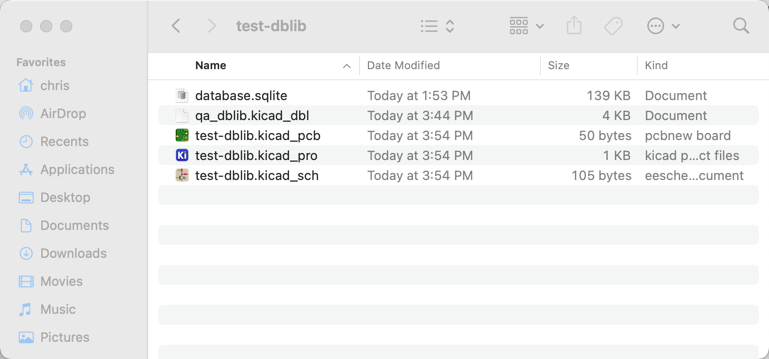 test-dblib
Favorites
chris
AirDrop
Recents
Applications
Desktop
Documents
Downloads
Movies
Music
Pictures
Name Date Modified Size Kind
database.sqlite Today at 1:53 PM 139 KB Document
qa_dblib.kicad_dbl Today at 3:44 PM 4 KB Document
test-dblib.kicad_pcb Today at 3:54 PM 50 bytes pcbnew board
Ki test-dblib.kicad_pro Today at 3:54 PM 1 KB kicad p...ct files
test-dblib.kicad_sch Today at 3:54 PM 105 bytes eesche...cument